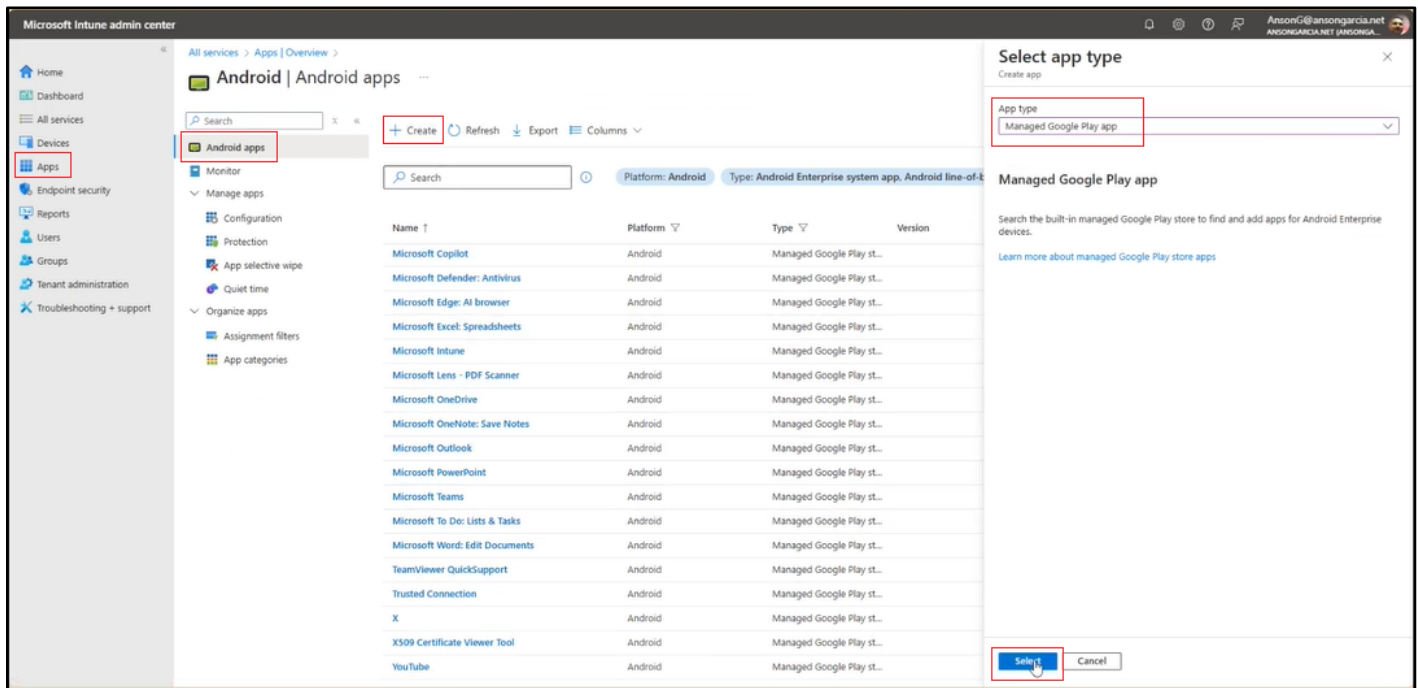 Microsoft Intune admin center
AnsonG@ansongarcia.net
ANSONGARCIA.NET (ANSONGA...
Home
Dashboard
All services
Devices
Apps
Endpoint security
Reports
Users
Groups
Tenant administration
Troubleshooting + support
All services > Apps | Overview >
Android | Android apps ...
Search
Android apps
Monitor
Manage apps
Configuration
Protection
App selective wipe
Quiet time
Organize apps
Assignment filters
App categories
+ Create Refresh Export Columns
Search
Platform: Android Type: Android Enterprise system app, Android line-of-b
Name ↑ Platform Type Version
Microsoft Copilot Android Managed Google Play st...
Microsoft Defender: Antivirus Android Managed Google Play st...
Microsoft Edge: AI browser Android Managed Google Play st...
Microsoft Excel: Spreadsheets Android Managed Google Play st...
Microsoft Intune Android Managed Google Play st...
Microsoft Lens - PDF Scanner Android Managed Google Play st...
Microsoft OneDrive Android Managed Google Play st...
Microsoft OneNote: Save Notes Android Managed Google Play st...
Microsoft Outlook Android Managed Google Play st...
Microsoft PowerPoint Android Managed Google Play st...
Microsoft Teams Android Managed Google Play st...
Microsoft To Do: Lists & Tasks Android Managed Google Play st...
Microsoft Word: Edit Documents Android Managed Google Play st...
TeamViewer QuickSupport Android Managed Google Play st...
Trusted Connection Android Managed Google Play st...
X Android Managed Google Play st...
X509 Certificate Viewer Tool Android Managed Google Play st...
YouTube Android Managed Google Play st...
Select app type
Create app
App type
Managed Google Play app
Managed Google Play app
Search the built-in managed Google Play store to find and add apps for Android Enterprise
devices.
Learn more about managed Google Play store apps
Select Cancel